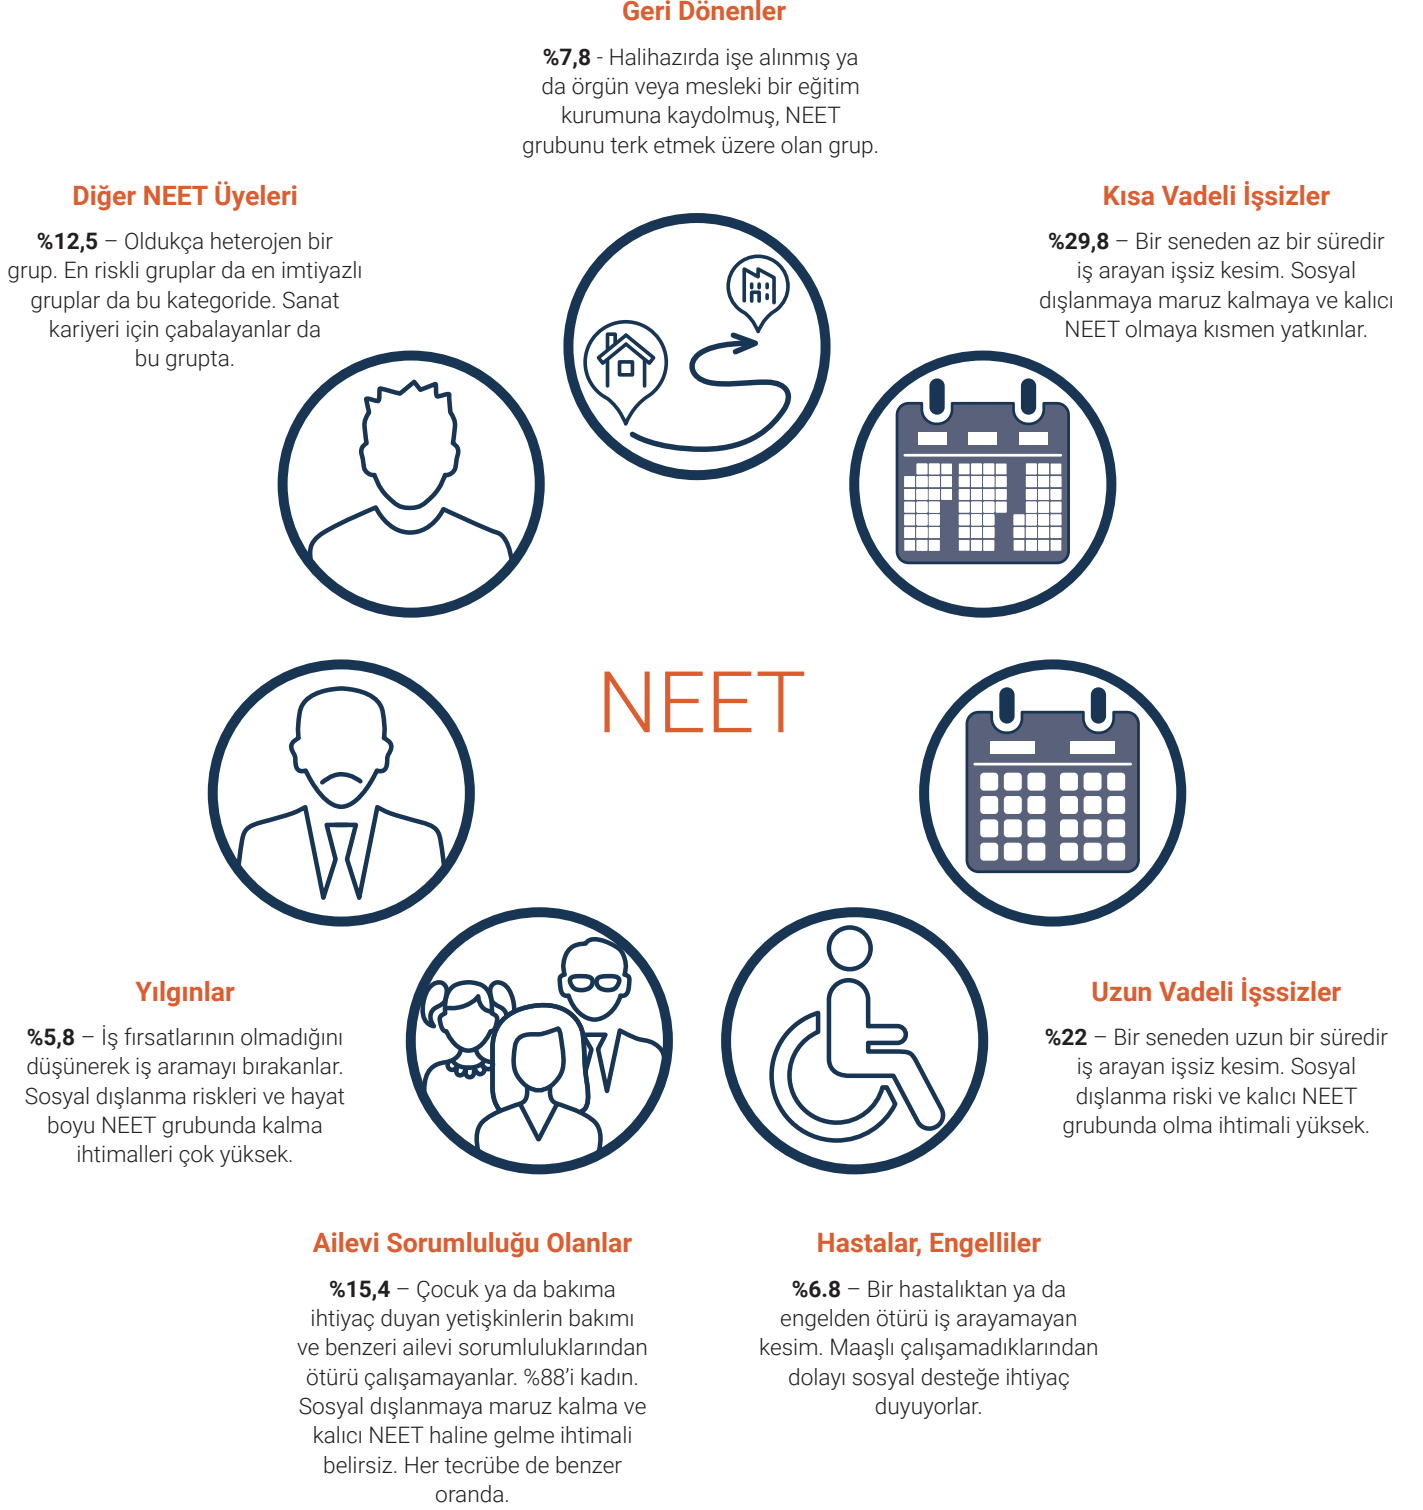 Geri Dönenler
%7,8 - Halihazırda işe alınmış ya
da örgün veya mesleki bir eğitim
kurumuna kaydolmuş, NEET
grubunu terk etmek üzere olan grup.
Diğer NEET Üyeleri
%12,5 – Oldukça heterojen bir
grup. En riskli gruplar da en imtiyazlı
gruplar da bu kategoride. Sanat
kariyeri için çabalayanlar da
bu grupta.
Kısa Vadeli İşsizler
%29,8 – Bir seneden az bir süredir
iş arayan işsiz kesim. Sosyal
dışlanmaya maruz kalmaya ve kalıcı
NEET olmaya kısmen yatkınlar.
NEET
Yılgınlar
%5,8 – İş fırsatlarının olmadığını
düşünerek iş aramayı bırakanlar.
Sosyal dışlanma riskleri ve hayat
boyu NEET grubunda kalma
ihtimalleri çok yüksek.
Uzun Vadeli İşssizler
%22 – Bir seneden uzun bir süredir
iş arayan işsiz kesim. Sosyal
dışlanma riski ve kalıcı NEET
grubunda olma ihtimali yüksek.
Ailevi Sorumluluğu Olanlar
%15,4 – Çocuk ya da bakıma
ihtiyaç duyan yetişkinlerin bakımı
ve benzeri ailevi sorumluluklarından
ötürü çalışamayanlar. %88’i kadın.
Sosyal dışlanmaya maruz kalma ve
kalıcı NEET haline gelme ihtimali
belirsiz. Her tecrübe de benzer
oranda.
Hastalar, Engelliler
%6.8 – Bir hastalıktan ya da
engelden ötürü iş arayamayan
kesim. Maaşlı çalışamadıklarından
dolayı sosyal desteğe ihtiyaç
duyuyorlar.